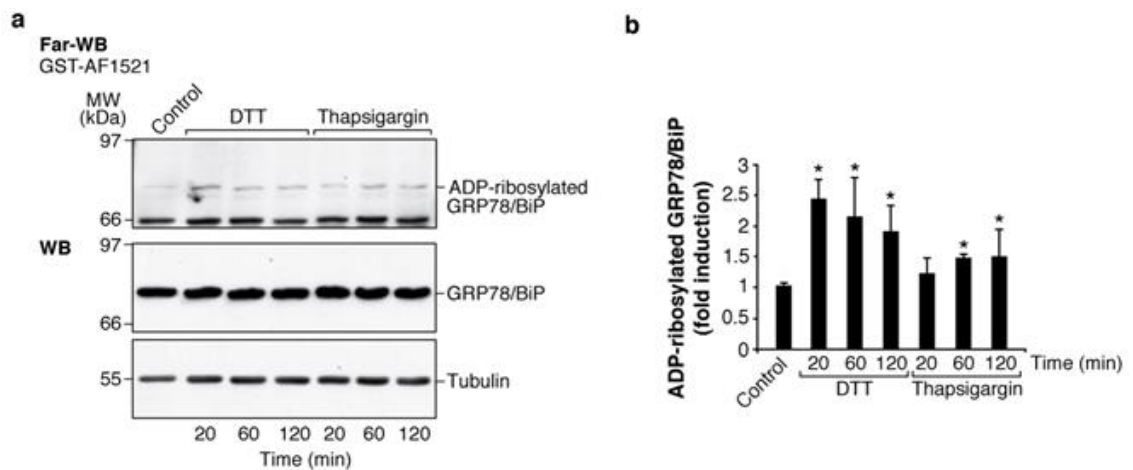 a
Far-WB
GST-AF1521
MW
(kDa)
Control
DTT
Thapsigargin
97
ADP-ribosylated
GRP78/BiP
66
WB
97
GRP78/BiP
66
55
Tubulin
20 60 120 20 60 120
Time (min)
b
ADP-ribosylated GRP78/BiP
(fold induction)
3
2.5
2
1.5
1
0.5
0
* * * * *
Control
20 60 120 20 60 120 Time (min)
DTT Thapsigargin